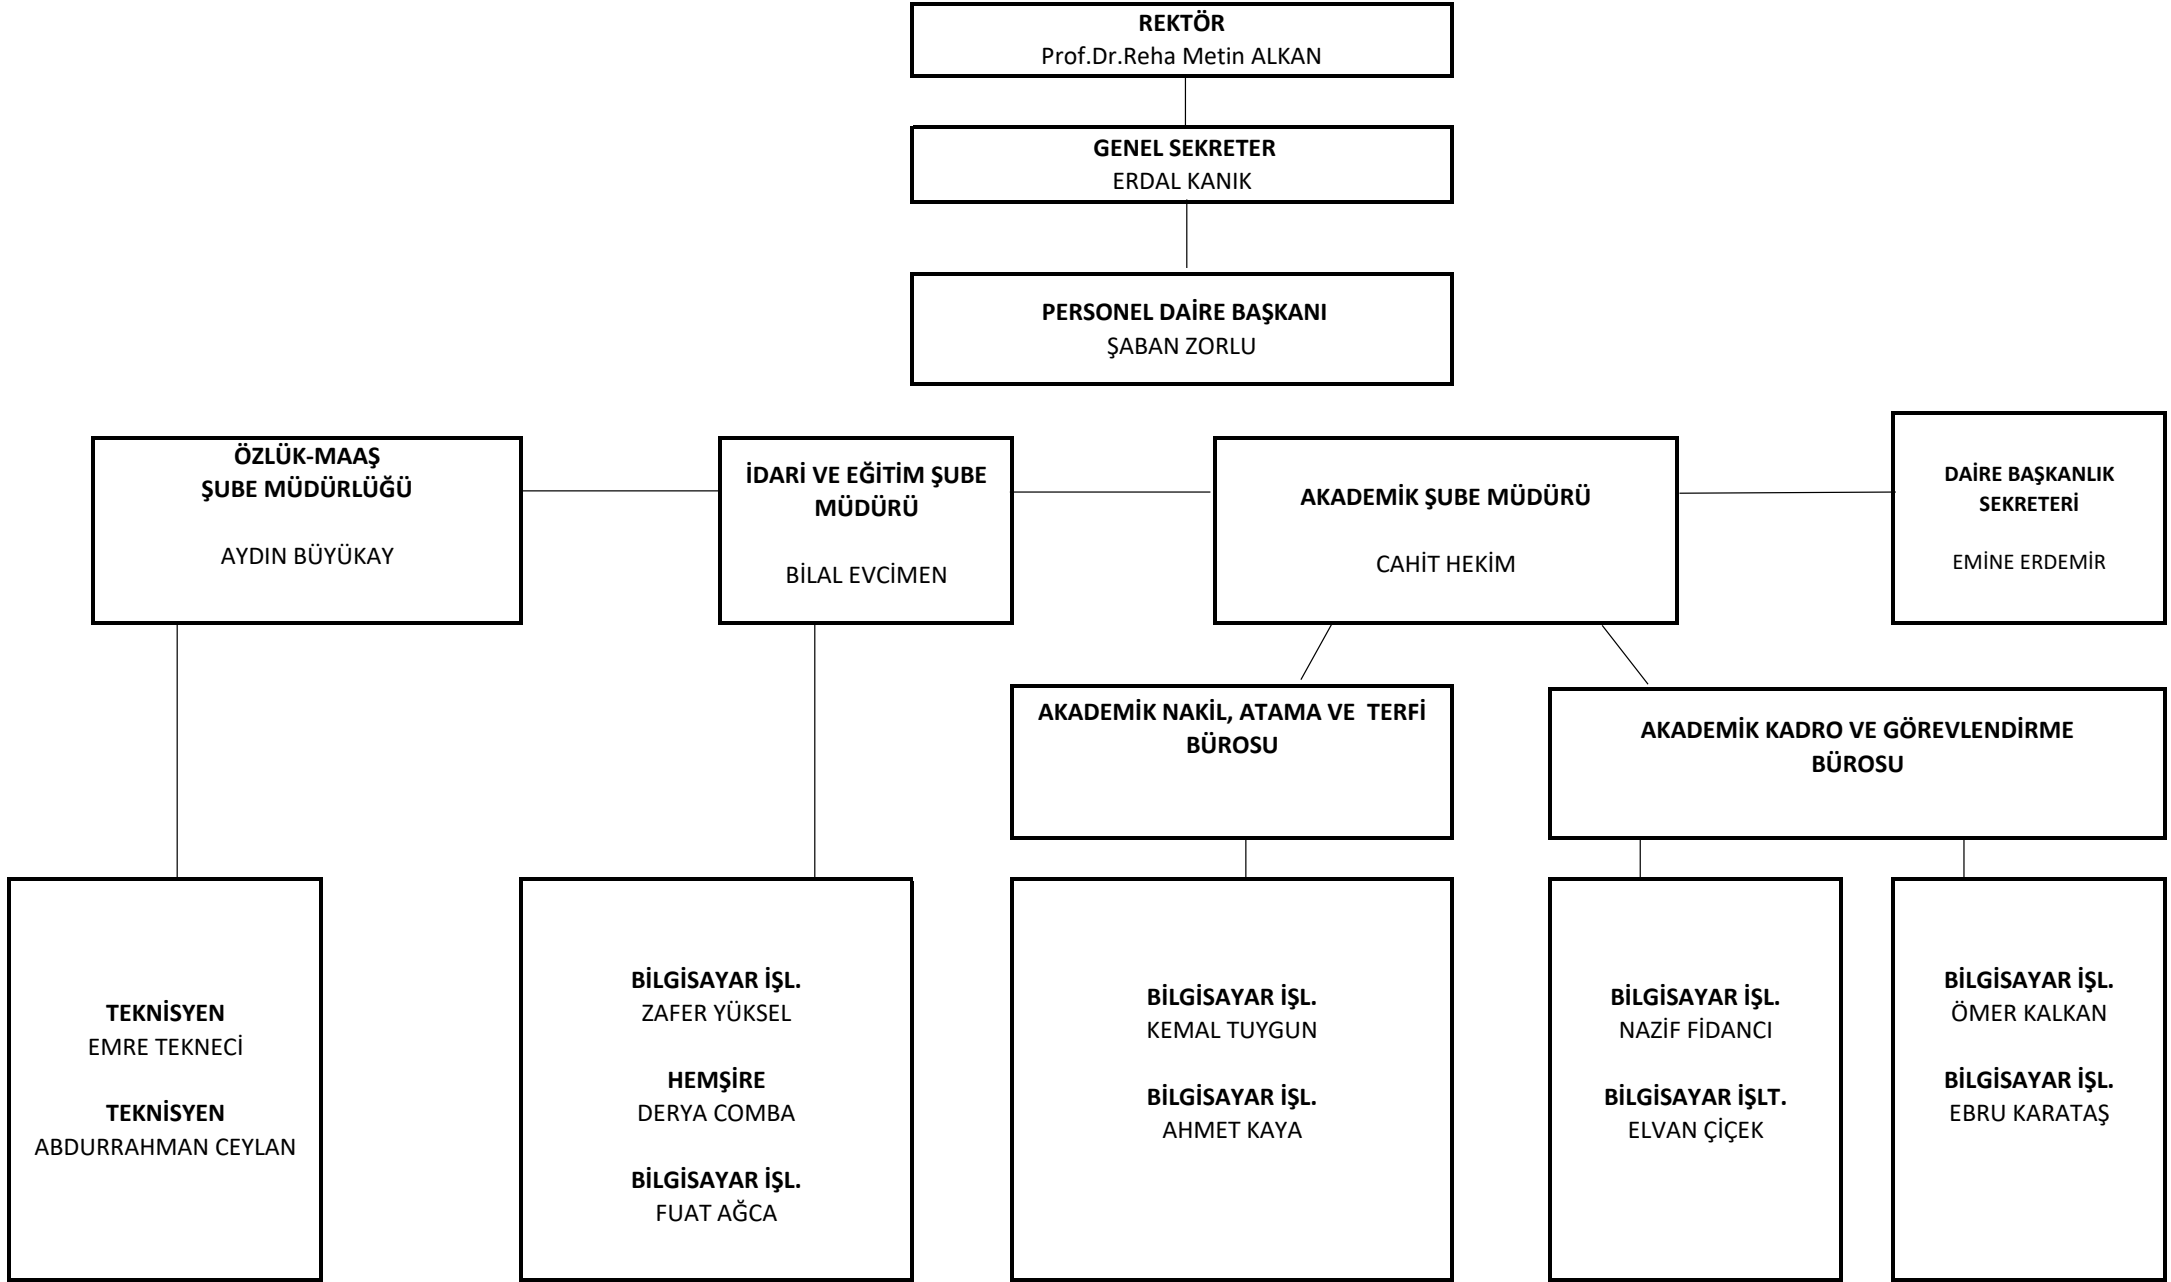 REKTÖR
Prof.Dr.Reha Metin ALKAN
GENEL SEKRETER
ERDAL KANIK
PERSONEL DAİRE BAŞKANI
ŞABAN ZORLU
ÖZLÜK-MAAŞ
ŞUBE MÜDÜRLÜĞÜ
AYDIN BÜYÜKAY
İDARİ VE EĞİTİM ŞUBE
MÜDÜRÜ
BİLAL EVCİMEN
AKADEMİK ŞUBE MÜDÜRÜ
CAHİT HEKİM
DAİRE BAŞKANLIK
SEKRETERİ
EMİNE ERDEMİR
AKADEMİK NAKİL, ATAMA VE  TERFİ
BÜROSU
AKADEMİK KADRO VE GÖREVLENDİRME
BÜROSU
TEKNİSYEN
EMRE TEKNECİ
TEKNİSYEN
ABDURRAHMAN CEYLAN
BİLGİSAYAR İŞL.
ZAFER YÜKSEL
HEMŞİRE
DERYA COMBA
BİLGİSAYAR İŞL.
FUAT AĞCA
BİLGİSAYAR İŞL.
KEMAL TUYGUN
BİLGİSAYAR İŞL.
AHMET KAYA
BİLGİSAYAR İŞL.
NAZİF FİDANCI
BİLGİSAYAR İŞLT.
ELVAN ÇİÇEK
BİLGİSAYAR İŞL.
ÖMER KALKAN
BİLGİSAYAR İŞL.
EBRU KARATAŞ